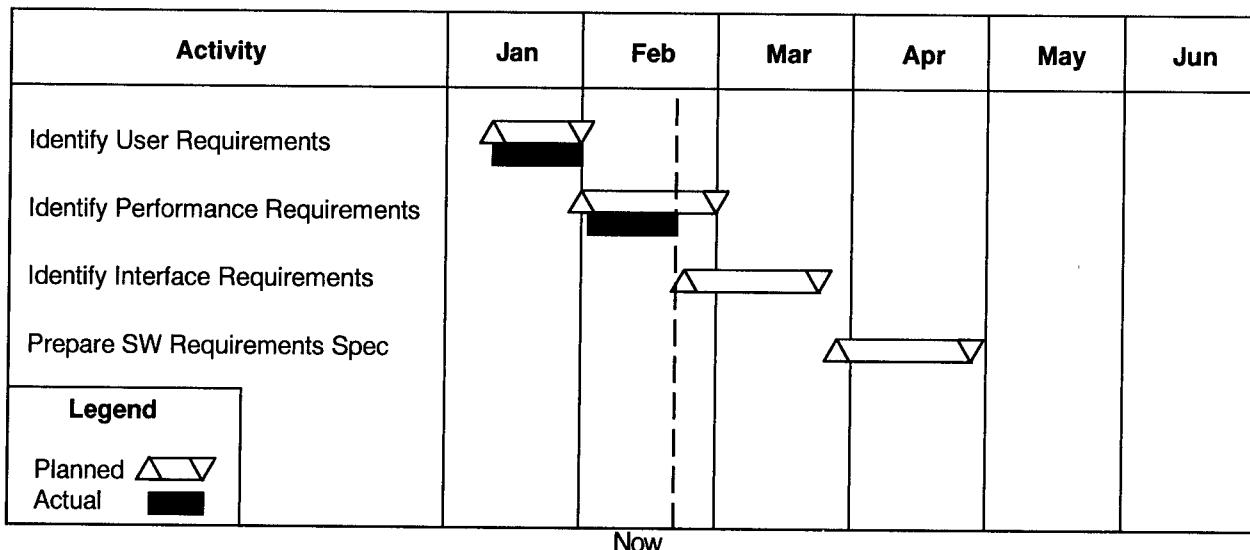 Activity Jan Feb Mar Apr May Jun
Identify User Requirements
Identify Performance Requirements
Identify Interface Requirements
Prepare SW Requirements Spec
Legend
Planned
Actual
Now